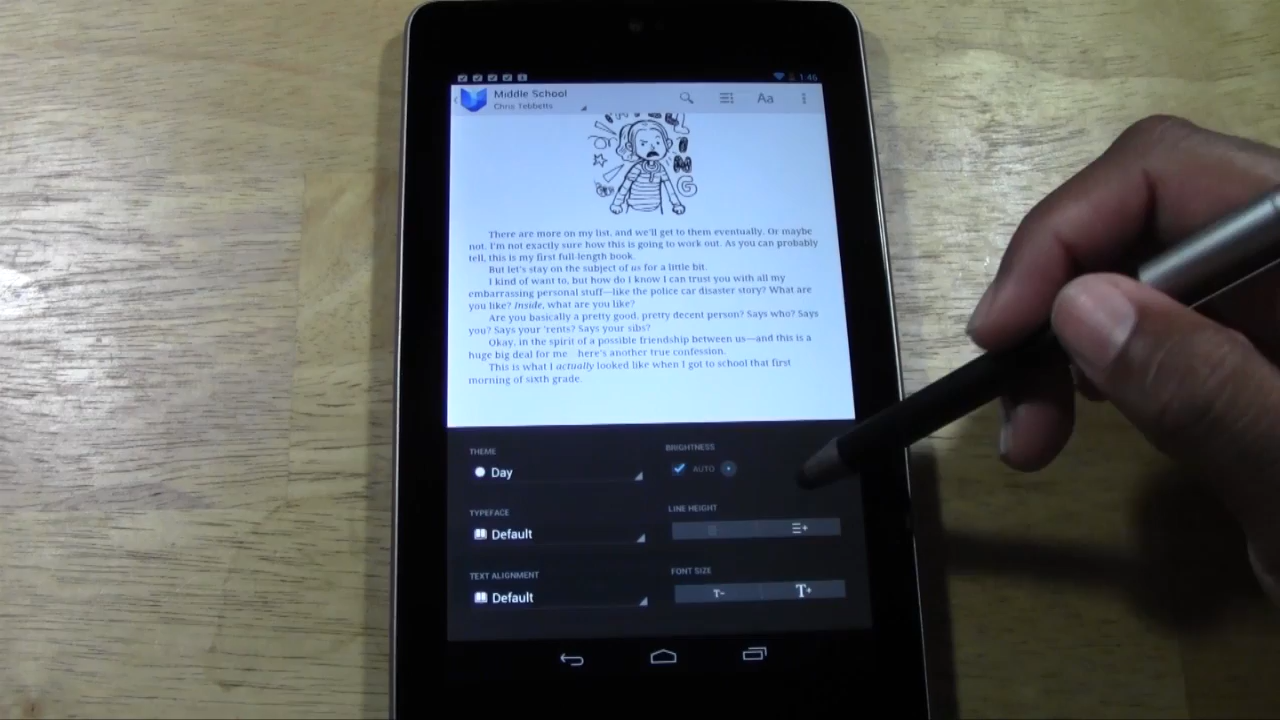 1:46
Middle School
Chris Tebbetts
Aa
LING
There are more on my list, and we'll get to them eventually. Or maybe
not. I'm not exactly sure how this is going to work out. As you can probably
tell, this is my first full-length book.
But let's stay on the subject of us for a little bit.
I kind of want to, but how do I know I can trust you with all my
embarrassing personal stuff—like the police car disaster story? What are
you like? Inside, what are you like?
Are you basically a pretty good, pretty decent person? Says who? Says
you? Says your 'rents? Says your sibs?
Okay, in the spirit of a possible friendship between us—and this is a
huge big deal for me here's another true confession.
This is what I actually looked like when I got to school that first
morning of sixth grade.
THEME
Day
BRIGHTNESS
AUTO
TYPEFACE
Default
LINE HEIGHT
TEXT ALIGNMENT
Default
FONT SIZE
T-
T+